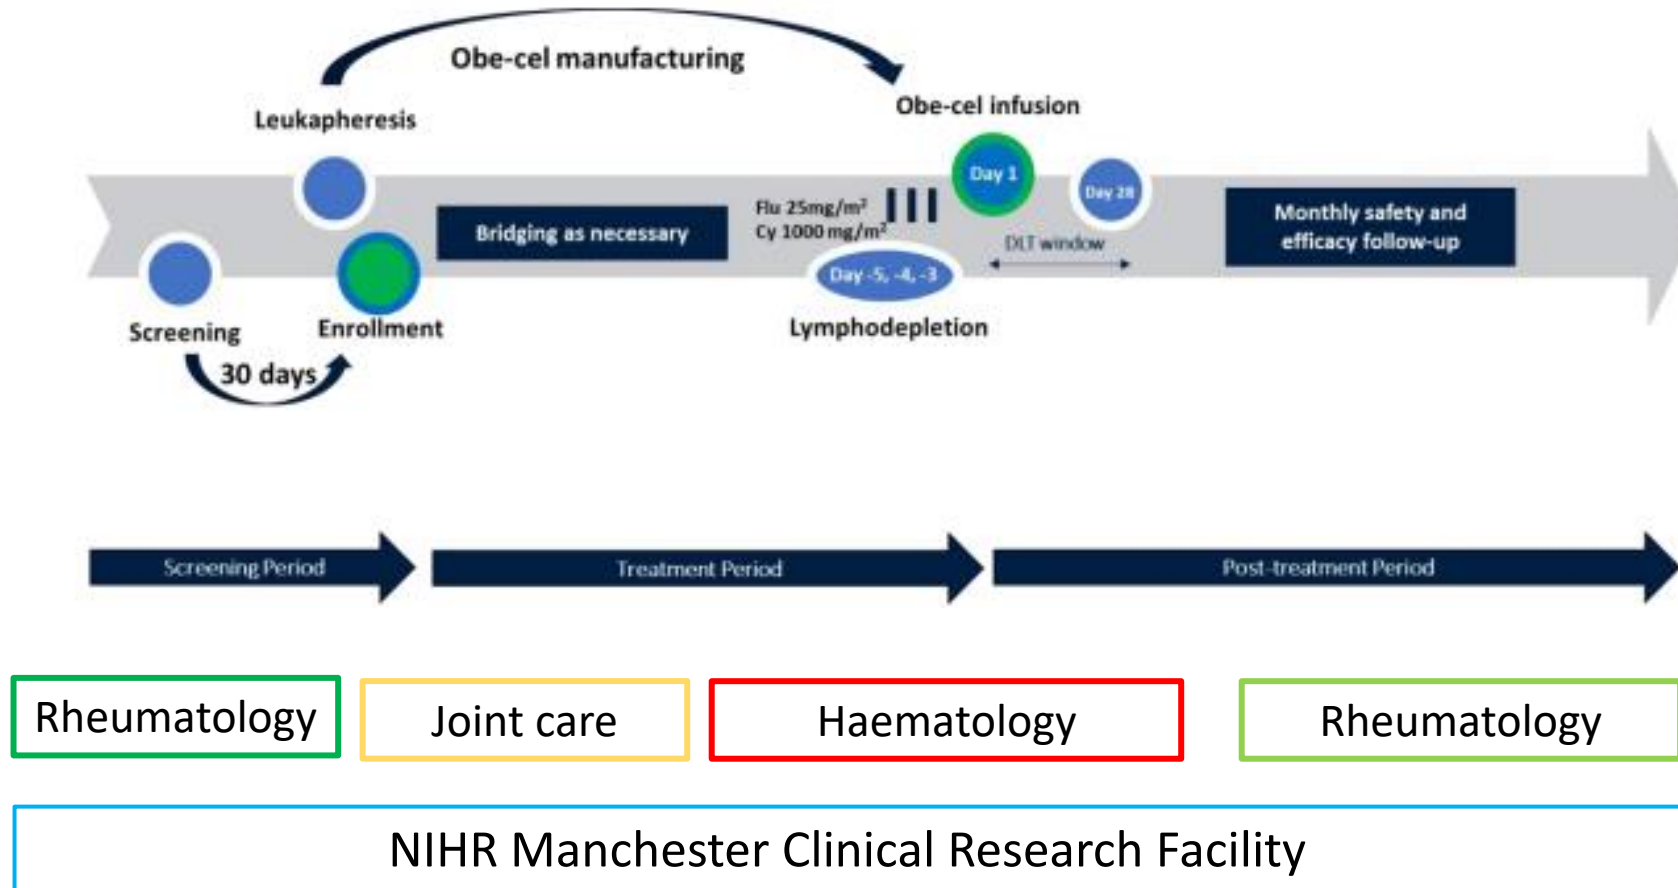 Obe-cel manufacturing
Leukapheresis
Obe-cel infusion
Day 1
Day 28
Flu 25mg/m²
Cy 1000 mg/m²
Bridging as necessary
Monthly safety and
efficacy follow-up
DLT window
Day -5, -4, -3
Screening
Enrollment
Lymphodepletion
30 days
Screening Period
Treatment Period
Post-treatment Period
Rheumatology
Joint care
Haematology
Rheumatology
NIHR Manchester Clinical Research Facility